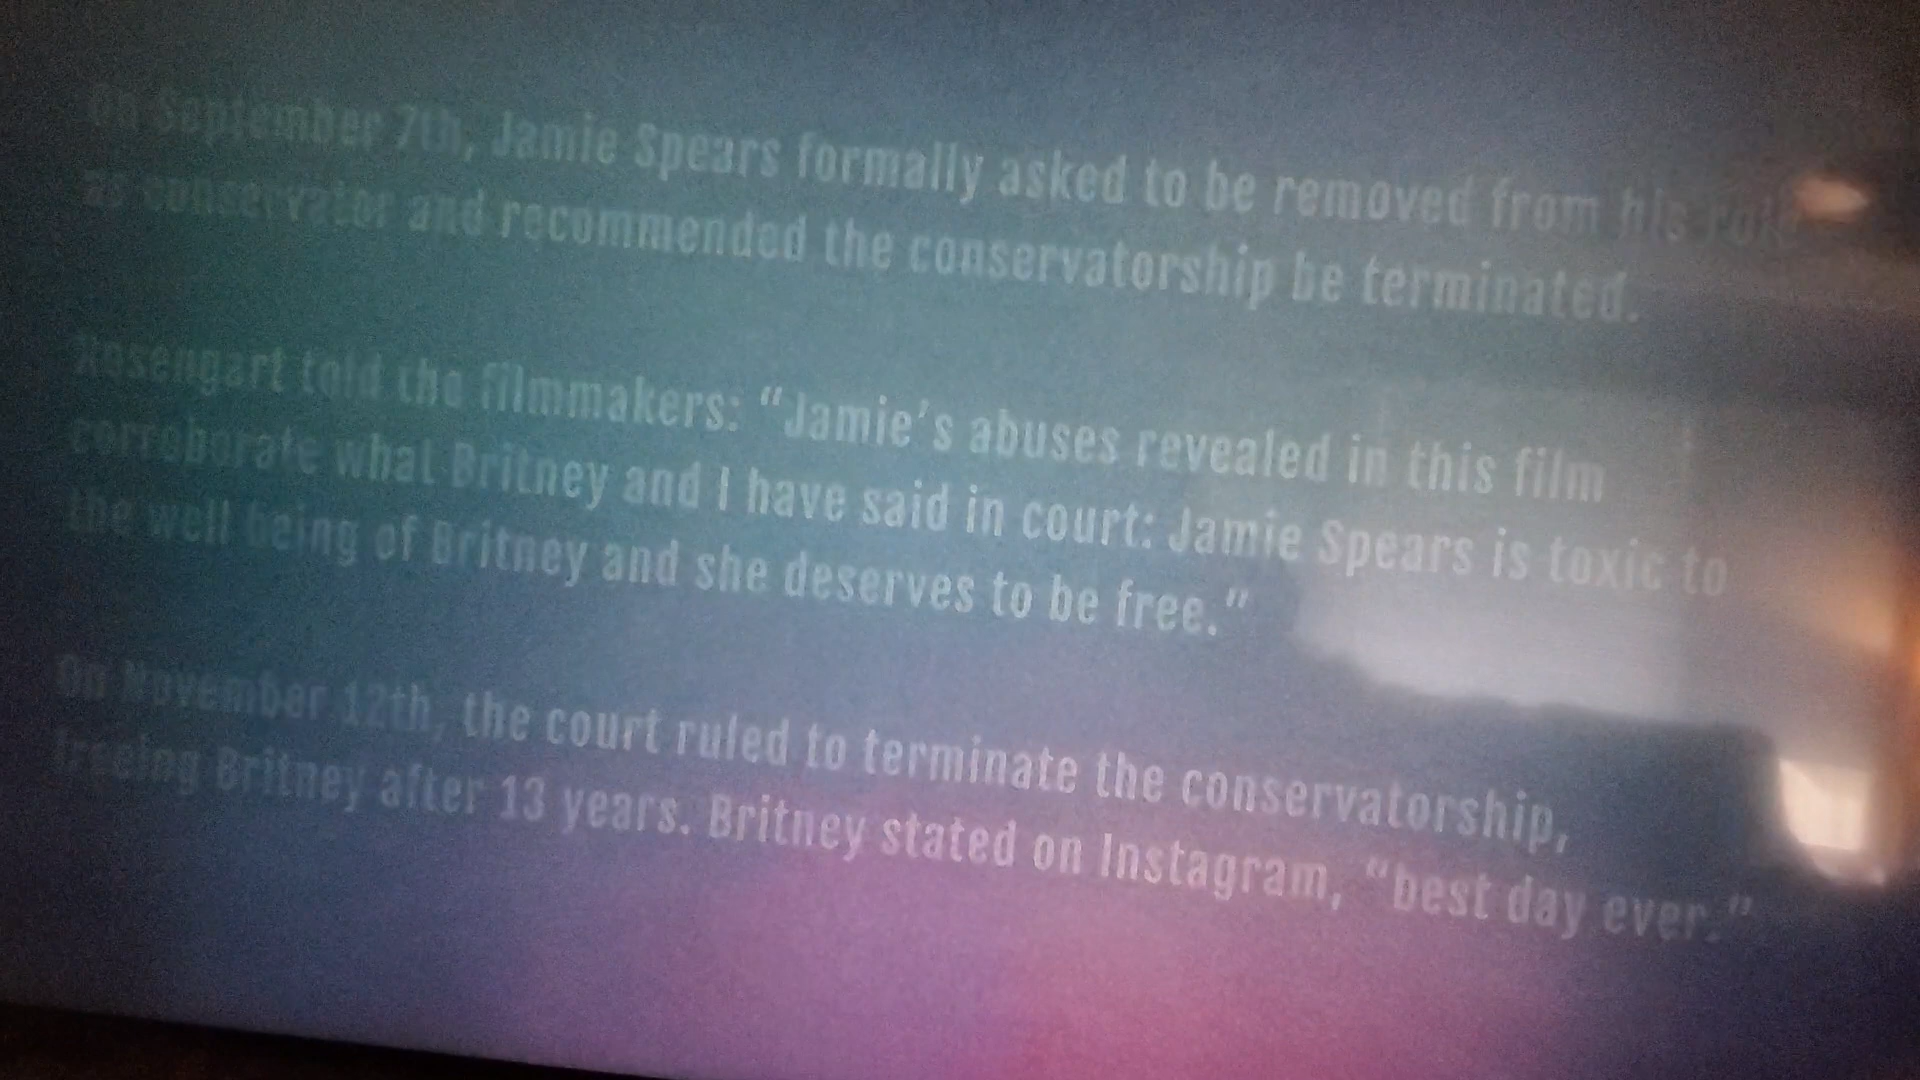 On September 7th, Jamie Spears formally asked to be removed from his role
as conservator and recommended the conservatorship be terminated.
Rosengart told the filmmakers: “Jamie’s abuses revealed in this film
corroborate what Britney and I have said in court: Jamie Spears is toxic to
the well being of Britney and she deserves to be free.”
On November 12th, the court ruled to terminate the conservatorship,
freeing Britney after 13 years. Britney stated on Instagram, “best day ever.”